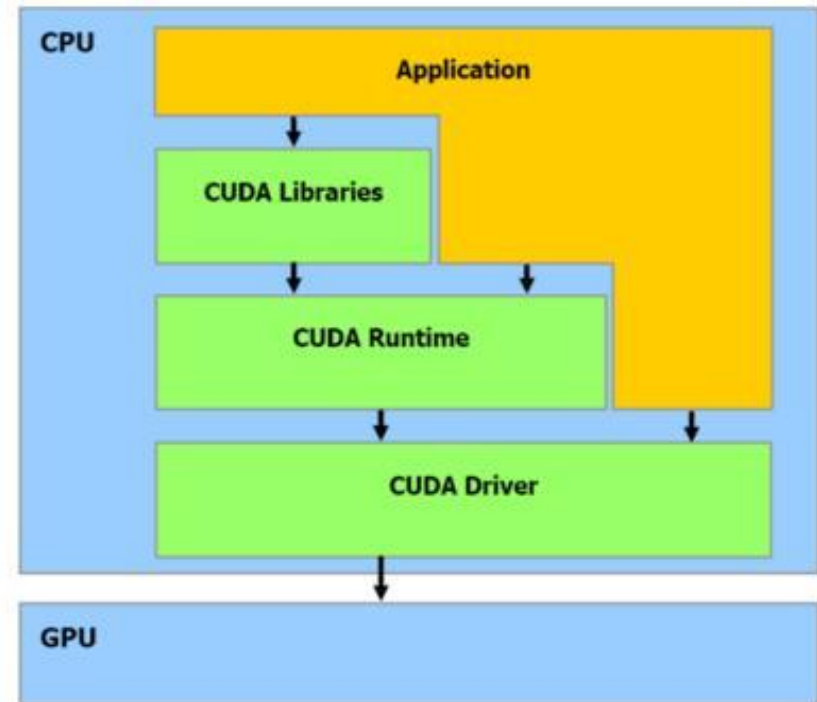 CPU
Application
CUDA Libraries
CUDA Runtime
CUDA Driver
GPU